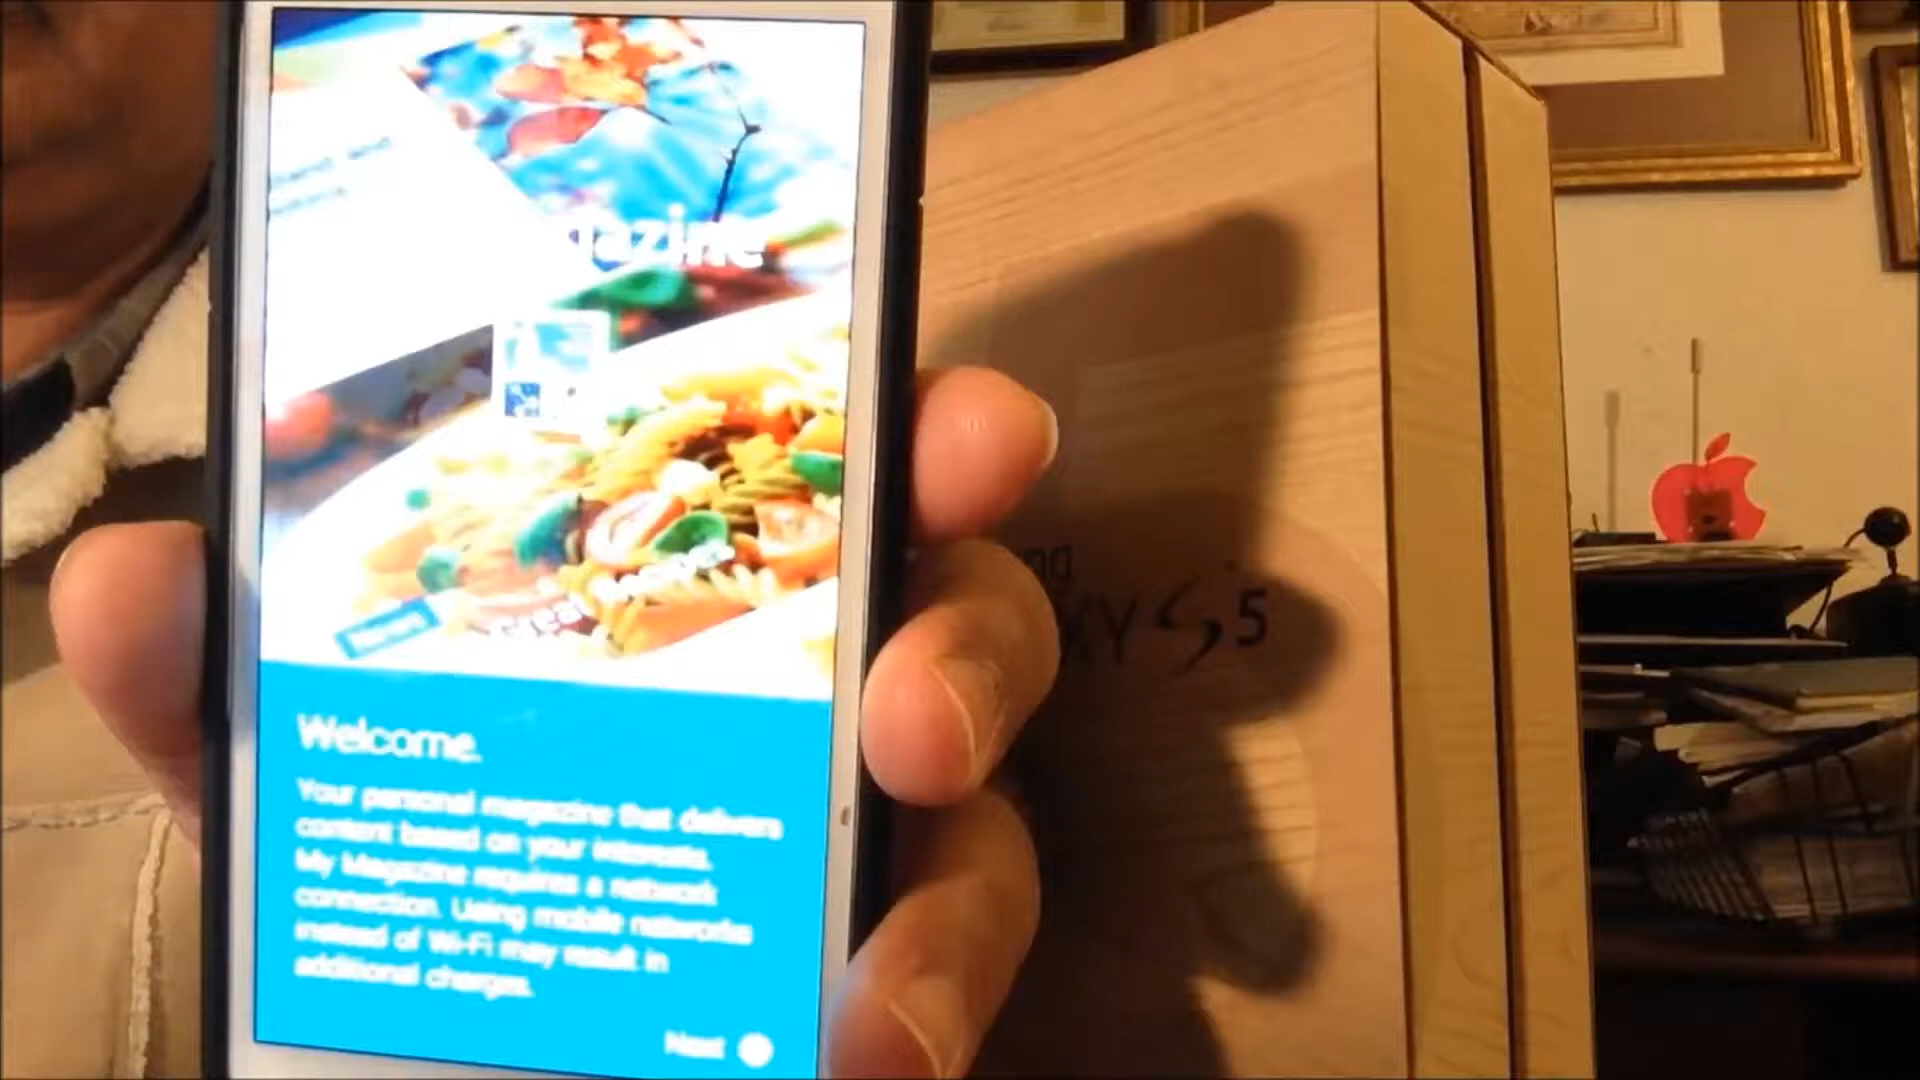 Welcome.
Your personal magazine that delivers
content based on your interests.
My Magazine requires a network
connection. Using mobile networks
instead of Wi-Fi may result in
additional charges.
Next
S5